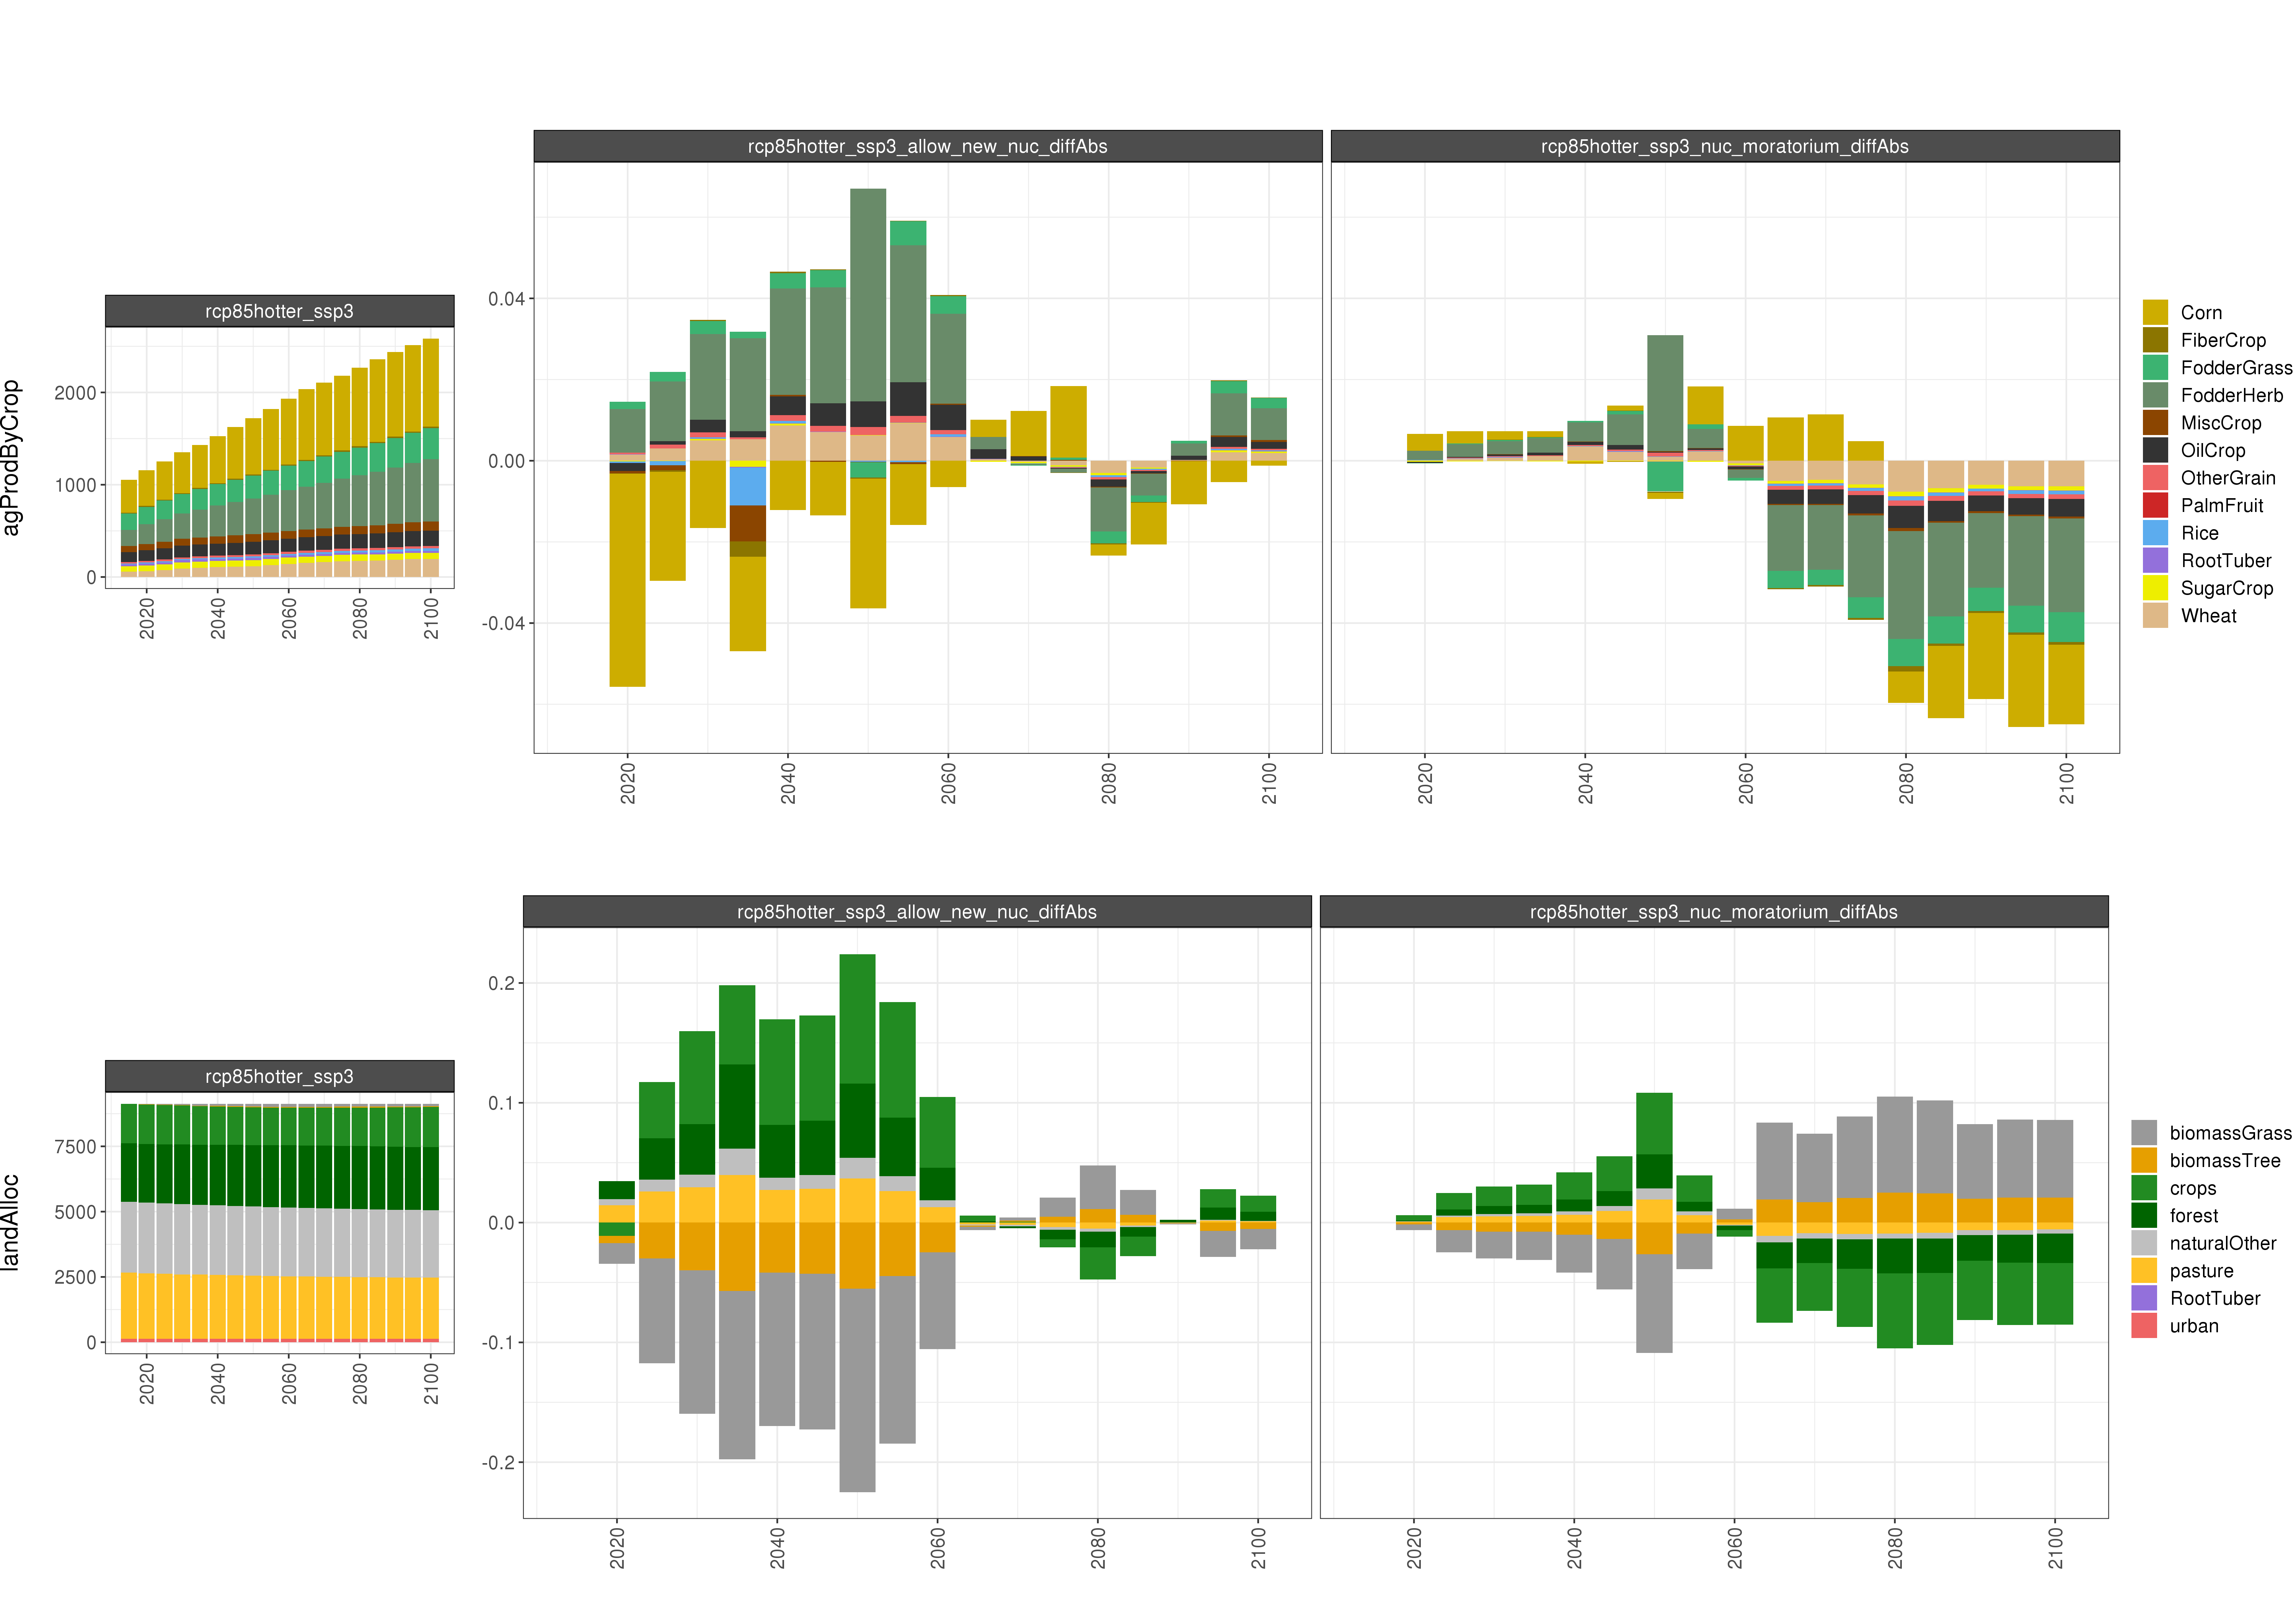 agProdByCrop
rcp85hotter_ssp3
2000
1000
0
2020
2040
2060
2080
2100
rcp85hotter_ssp3_allow_new_nuc_diffAbs
rcp85hotter_ssp3_nuc_moratorium_diffAbs
0.04
0.00
-0.04
2020
2040
2060
2080
2100
2020
2040
2060
2080
2100
Corn
FiberCrop
FodderGrass
FodderHerb
MiscCrop
OilCrop
OtherGrain
PalmFruit
Rice
RootTuber
SugarCrop
Wheat
landAlloc
rcp85hotter_ssp3
7500
5000
2500
0
2020
2040
2060
2080
2100
rcp85hotter_ssp3_allow_new_nuc_diffAbs
rcp85hotter_ssp3_nuc_moratorium_diffAbs
0.2
0.1
0.0
-0.1
-0.2
2020
2040
2060
2080
2100
2020
2040
2060
2080
2100
biomassGrass
biomassTree
crops
forest
naturalOther
pasture
RootTuber
urban